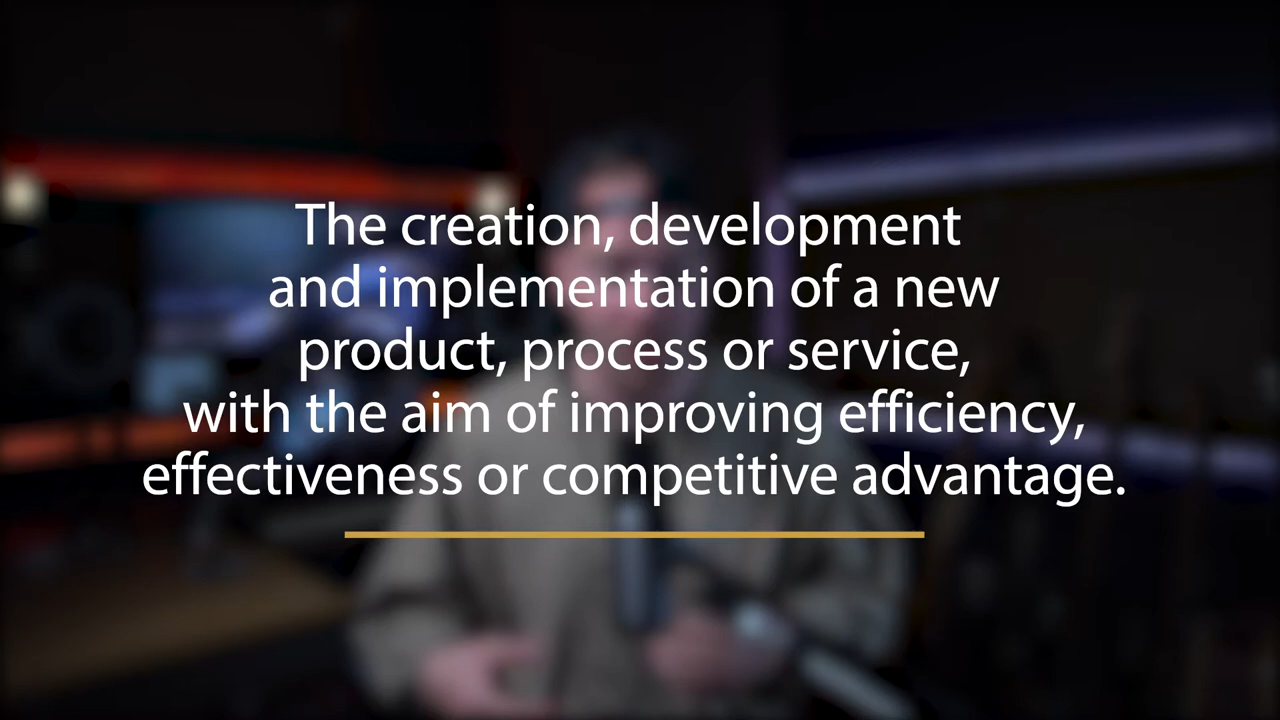 The creation, development
and implementation of a new
product, process or service,
with the aim of improving efficiency,
effectiveness or competitive advantage.